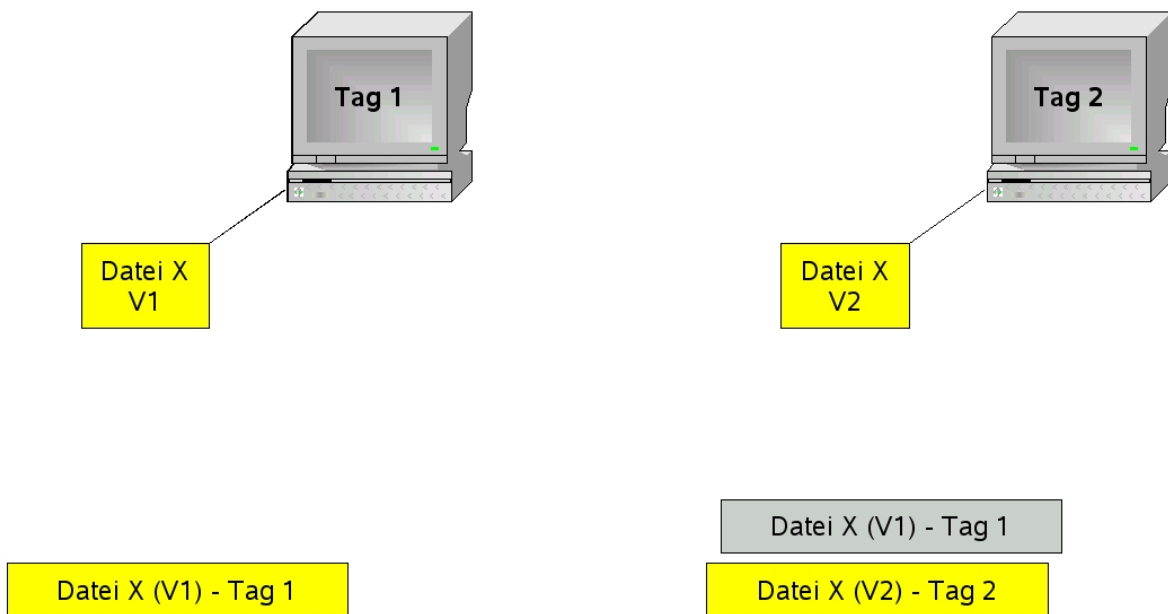 Tag 1
Tag 2
Datei X
V1
Datei X
V2
Datei X (V1) - Tag 1
Datei X (V1) - Tag 1
Datei X (V2) - Tag 2